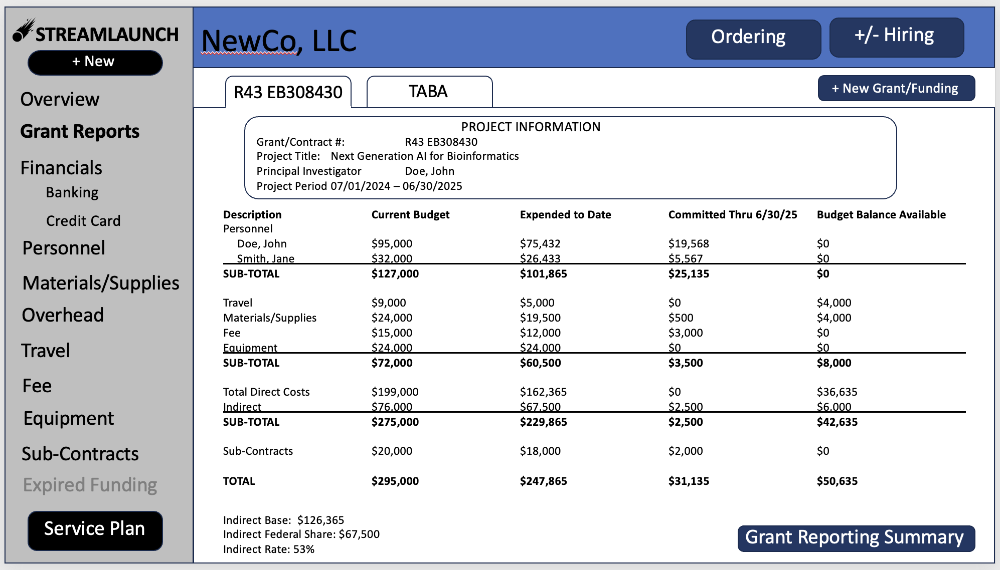 STREAMLAUNCH
+ New
Overview
Grant Reports
Financials
Banking
Credit Card
Personnel
Materials/Supplies
Overhead
Travel
Fee
Equipment
Sub-Contracts
Expired Funding
Service Plan
NewCo, LLC
Ordering
+/- Hiring
R43 EB308430
TABA
+ New Grant/Funding
PROJECT INFORMATION
Grant/Contract #: R43 EB308430
Project Title: Next Generation AI for Bioinformatics
Principal Investigator Doe, John
Project Period 07/01/2024 – 06/30/2025
Description Current Budget Expended to Date Committed Thru 6/30/25 Budget Balance Available
Personnel
Doe, John $95,000 $75,432 $19,568 $0
Smith, Jane $32,000 $26,433 $5,567 $0
SUB-TOTAL $127,000 $101,865 $25,135 $0
Travel $9,000 $5,000 $0 $4,000
Materials/Supplies $24,000 $19,500 $500 $4,000
Fee $15,000 $12,000 $3,000 $0
Equipment $24,000 $24,000 $0 $0
SUB-TOTAL $72,000 $60,500 $3,500 $8,000
Total Direct Costs $199,000 $162,365 $0 $36,635
Indirect $76,000 $67,500 $2,500 $6,000
SUB-TOTAL $275,000 $229,865 $2,500 $42,635
Sub-Contracts $20,000 $18,000 $2,000 $0
TOTAL $295,000 $247,865 $31,135 $50,635
Indirect Base: $126,365
Indirect Federal Share: $67,500
Indirect Rate: 53%
Grant Reporting Summary